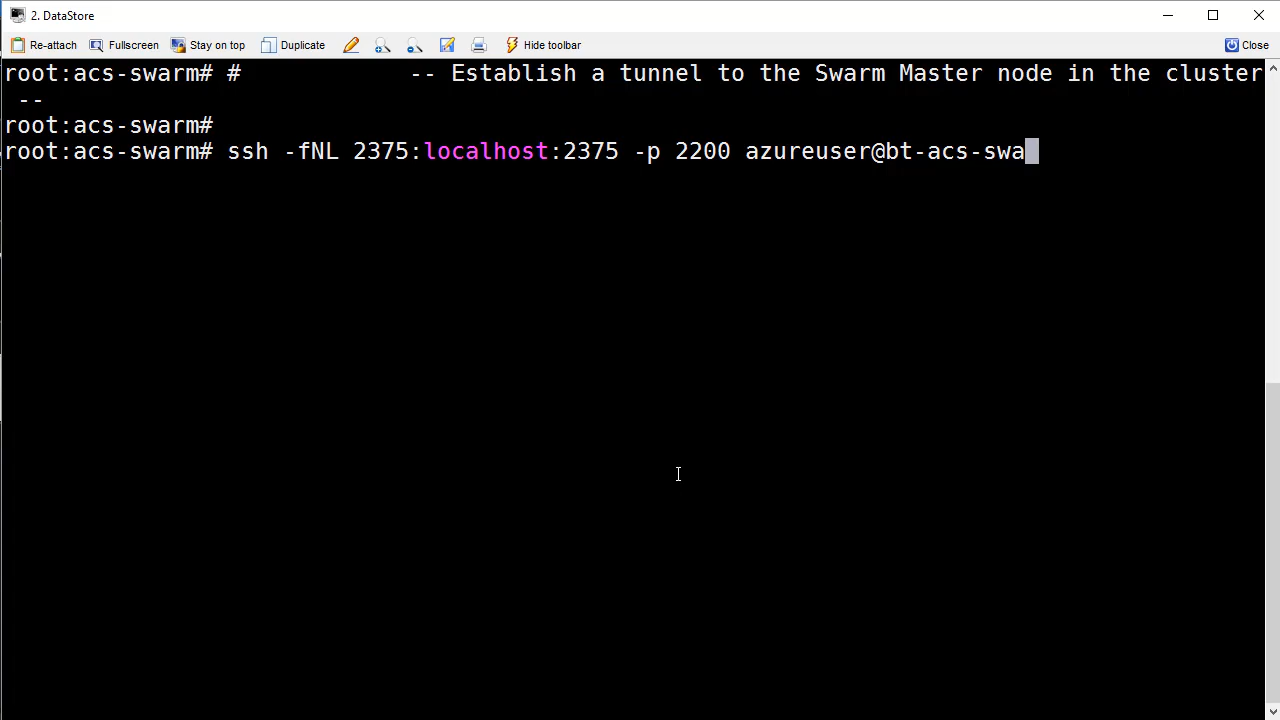 2. DataStore
Re-attach Fullscreen Stay on top Duplicate Hide toolbar Close
root:acs-swarm# # -- Establish a tunnel to the Swarm Master node in the cluster
--
root:acs-swarm#
root:acs-swarm# ssh -fNL 2375:localhost:2375 -p 2200 azureuser@bt-acs-swa